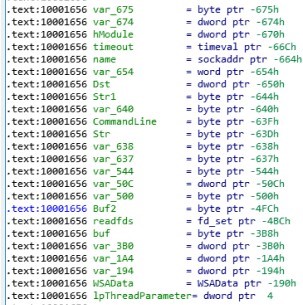 .text:10001656 var_675 = byte ptr -675h
.text:10001656 var_674 = dword ptr -674h
.text:10001656 hModule = dword ptr -670h
.text:10001656 timeout = timeval ptr -66Ch
.text:10001656 name = sockaddr ptr -664h
.text:10001656 var_654 = word ptr -654h
.text:10001656 Dst = dword ptr -650h
.text:10001656 Str1 = byte ptr -644h
.text:10001656 var_640 = byte ptr -640h
.text:10001656 CommandLine = byte ptr -63Fh
.text:10001656 Str = byte ptr -63Dh
.text:10001656 var_638 = byte ptr -638h
.text:10001656 var_637 = byte ptr -637h
.text:10001656 var_544 = byte ptr -544h
.text:10001656 var_50C = dword ptr -50Ch
.text:10001656 var_500 = byte ptr -500h
.text:10001656 Buf2 = byte ptr -4FCh
.text:10001656 readfds = fd_set ptr -4BCh
.text:10001656 buf = byte ptr -3B8h
.text:10001656 var_3B0 = dword ptr -3B0h
.text:10001656 var_1A4 = dword ptr -1A4h
.text:10001656 var_194 = dword ptr -194h
.text:10001656 WSAData = WSAData ptr -190h
.text:10001656 lpThreadParameter= dword ptr 4